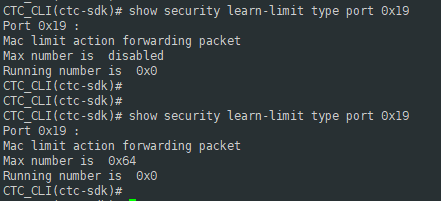 CTC_CLI(ctc-sdk)# show security learn-limit type port 0x19
Port 0x19 :
Mac limit action forwarding packet
Max number is  disabled
Running number is  0x0
CTC_CLI(ctc-sdk)#
CTC_CLI(ctc-sdk)#
CTC_CLI(ctc-sdk)# show security learn-limit type port 0x19
Port 0x19 :
Mac limit action forwarding packet
Max number is  0x64
Running number is  0x0
CTC_CLI(ctc-sdk)#